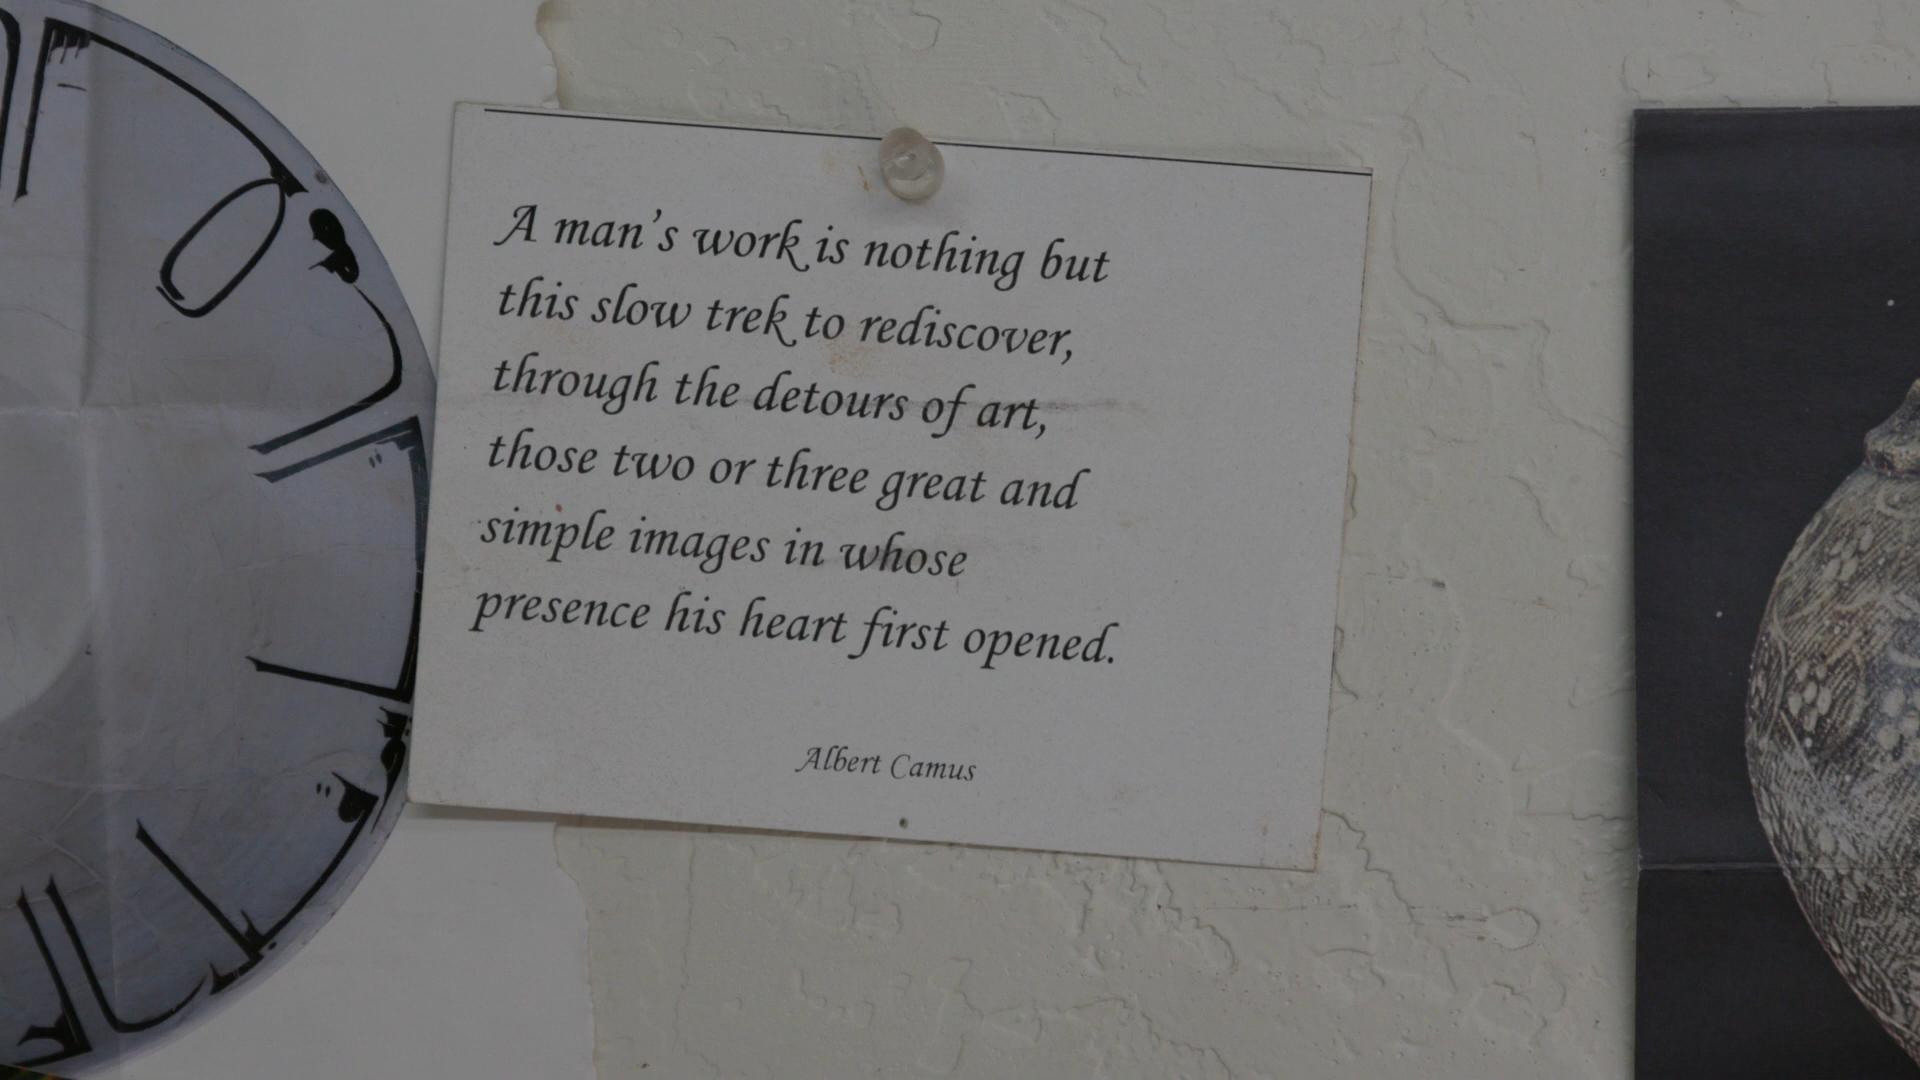 A man's work is nothing but
this slow trek to rediscover,
through the detours of art,
those two or three great and
simple images in whose
presence his heart first opened.
Albert Camus